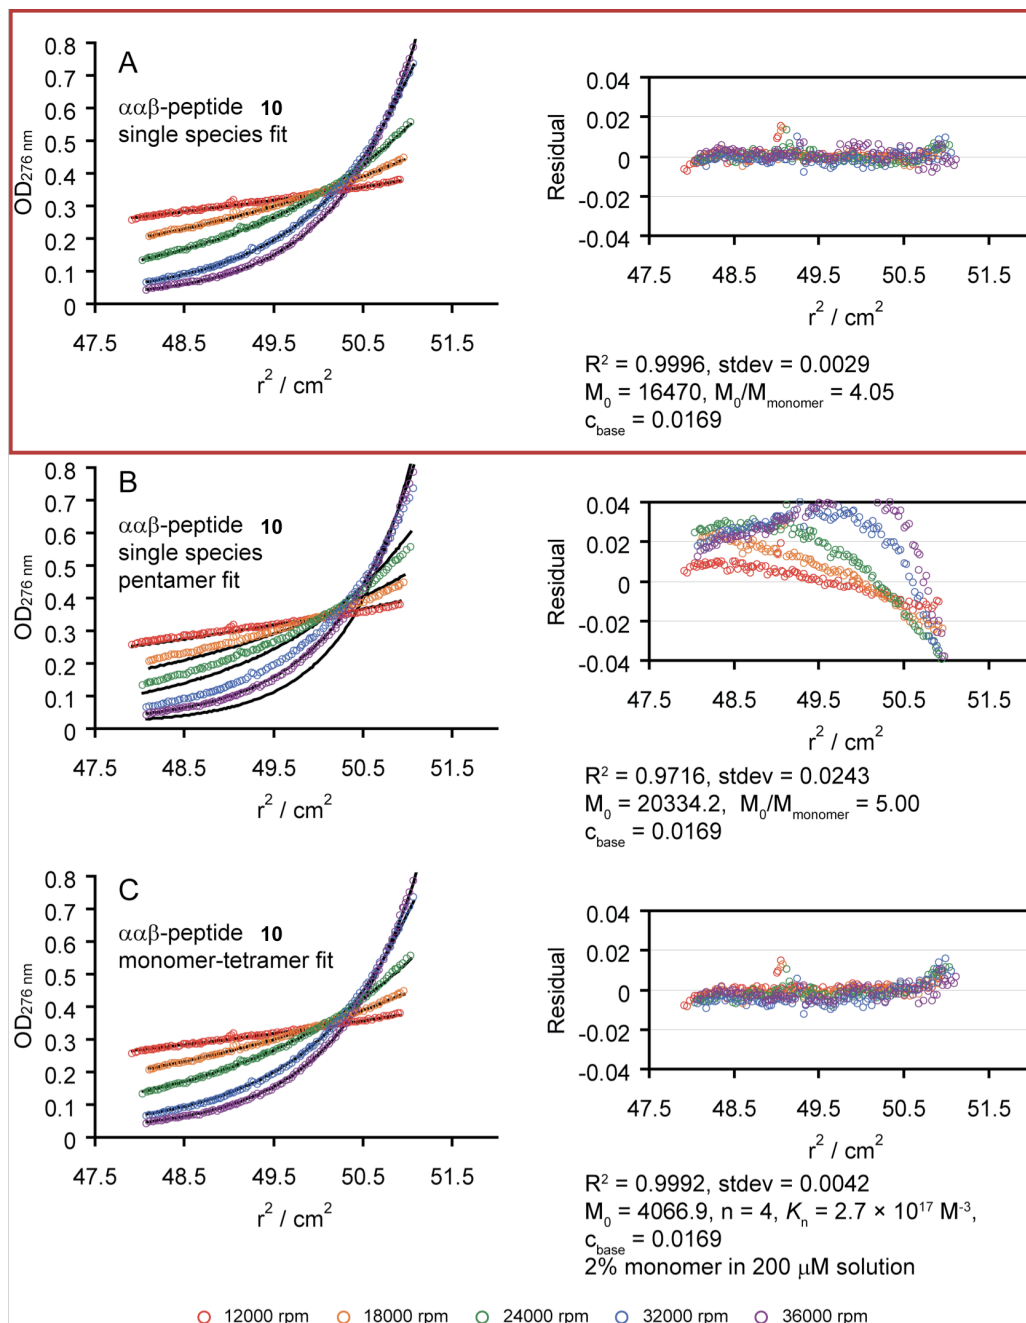 A
ααβ-peptide 10
single species fit
OD276 nm
0.8
0.7
0.6
0.5
0.4
0.3
0.2
0.1
0
47.5 48.5 49.5 50.5 51.5
r² / cm²
Residual
0.04
0.02
0
-0.02
-0.04
47.5 48.5 49.5 50.5 51.5
r² / cm²
R² = 0.9996, stdev = 0.0029
M₀ = 16470, M₀/Mmonomer = 4.05
cbase = 0.0169
B
ααβ-peptide 10
single species
pentamer fit
OD276 nm
0.8
0.7
0.6
0.5
0.4
0.3
0.2
0.1
0
47.5 48.5 49.5 50.5 51.5
r² / cm²
Residual
0.04
0.02
0
-0.02
-0.04
47.5 48.5 49.5 50.5 51.5
r² / cm²
R² = 0.9716, stdev = 0.0243
M₀ = 20334.2, M₀/Mmonomer = 5.00
cbase = 0.0169
C
ααβ-peptide 10
monomer-tetramer fit
OD276 nm
0.8
0.7
0.6
0.5
0.4
0.3
0.2
0.1
0
47.5 48.5 49.5 50.5 51.5
r² / cm²
Residual
0.04
0.02
0
-0.02
-0.04
47.5 48.5 49.5 50.5 51.5
r² / cm²
R² = 0.9992, stdev = 0.0042
M₀ = 4066.9, n = 4, Kn = 2.7 × 10¹⁷ M⁻³,
cbase = 0.0169
2% monomer in 200 μM solution
12000 rpm 18000 rpm 24000 rpm 32000 rpm 36000 rpm